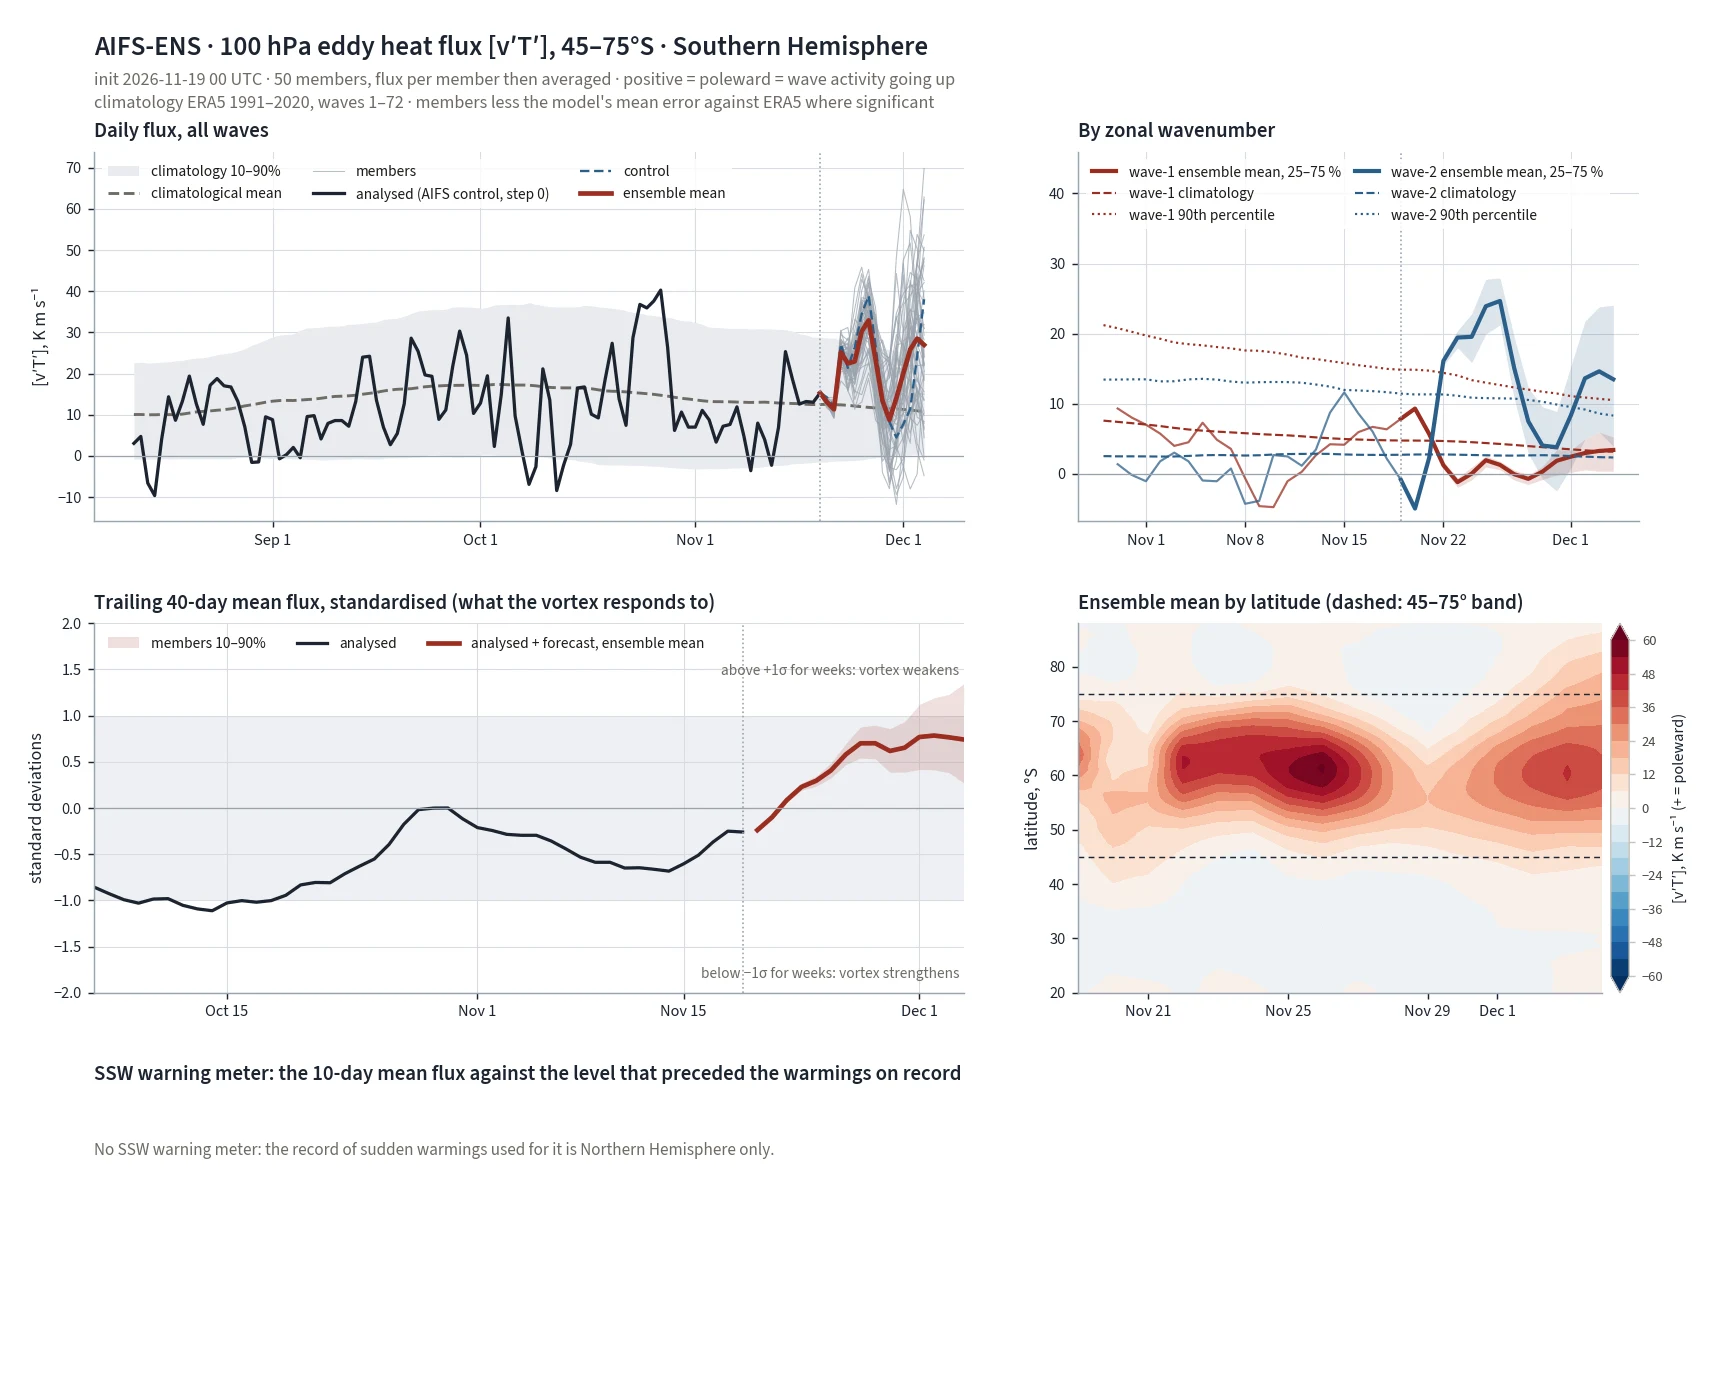 AIFS-ENS · 100 hPa eddy heat flux [v′T′], 45–75°S · Southern Hemisphere
init 2026-11-19 00 UTC · 50 members, flux per member then averaged · positive = poleward = wave activity going up
climatology ERA5 1991–2020, waves 1–72 · members less the model's mean error against ERA5 where significant
Daily flux, all waves
climatology 10–90%
members
control
climatological mean
analysed (AIFS control, step 0)
ensemble mean
[v′T′], K m s⁻¹
70
60
50
40
30
20
10
0
−10
Sep 1
Oct 1
Nov 1
Dec 1
By zonal wavenumber
wave-1 ensemble mean, 25–75 %
wave-2 ensemble mean, 25–75 %
wave-1 climatology
wave-2 climatology
wave-1 90th percentile
wave-2 90th percentile
40
30
20
10
0
Nov 1
Nov 8
Nov 15
Nov 22
Dec 1
Trailing 40-day mean flux, standardised (what the vortex responds to)
members 10–90%
analysed
analysed + forecast, ensemble mean
above +1σ for weeks: vortex weakens
below −1σ for weeks: vortex strengthens
standard deviations
2.0
1.5
1.0
0.5
0.0
−0.5
−1.0
−1.5
−2.0
Oct 15
Nov 1
Nov 15
Dec 1
Ensemble mean by latitude (dashed: 45–75° band)
latitude, °S
80
70
60
50
40
30
20
Nov 21
Nov 25
Nov 29
Dec 1
60
48
36
24
12
0
−12
−24
−36
−48
−60
[v′T′], K m s⁻¹ (+ = poleward)
SSW warning meter: the 10-day mean flux against the level that preceded the warmings on record
No SSW warning meter: the record of sudden warmings used for it is Northern Hemisphere only.